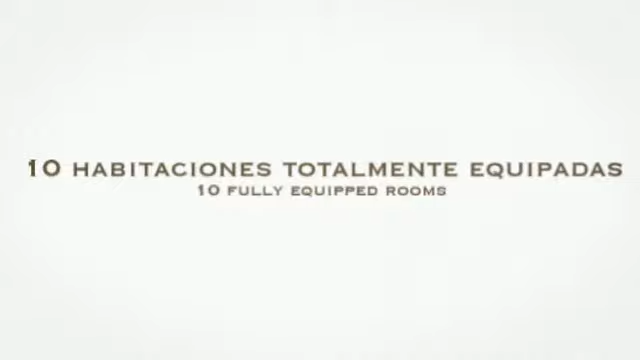 10 HABITACIONES TOTALMENTE EQUIPADAS
10 FULLY EQUIPPED ROOMS